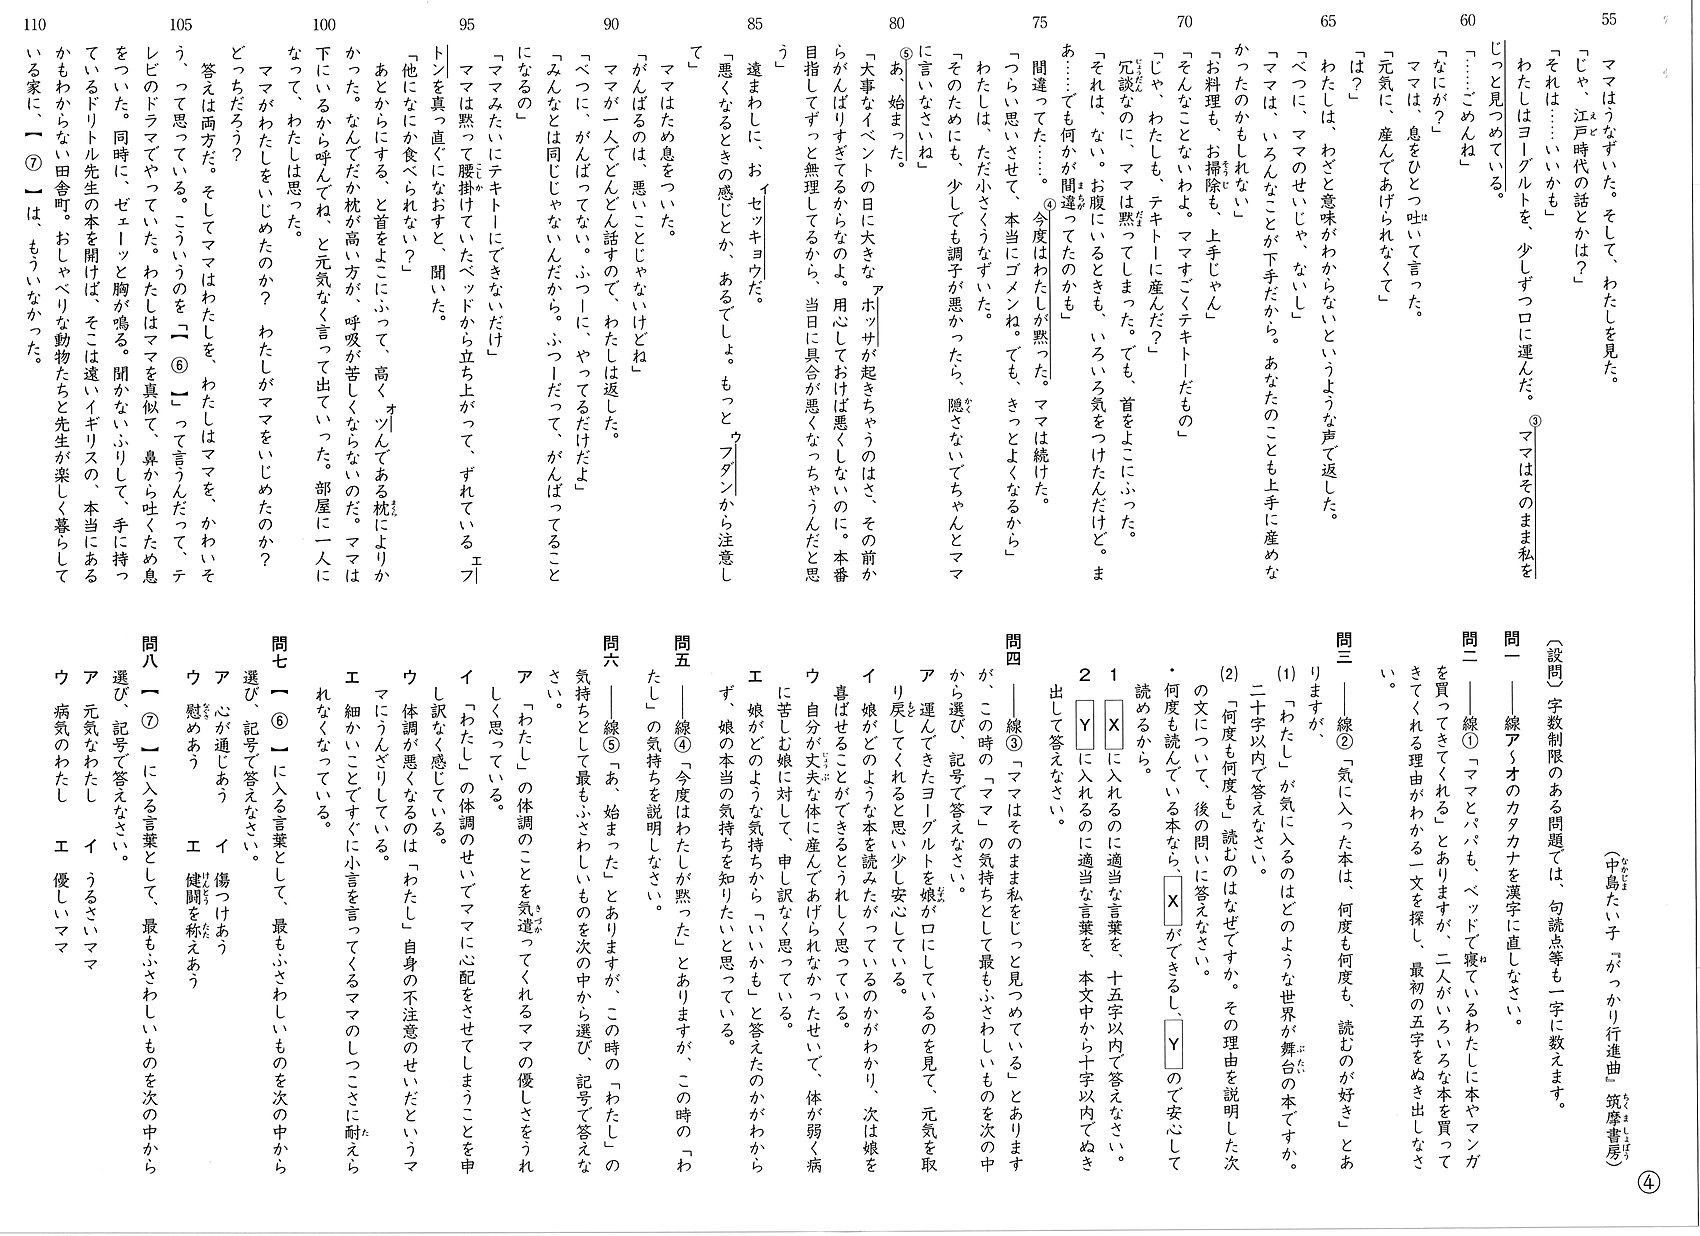 55
60
65
70
75
80
85
90
95
100
105
110
ママはうなずいた。そして、わたしを見た。
「じゃ、江戸時代の話とかは?」
「それは……いいかも」
わたしはヨーグルトを、少しずつ口に運んだ。③ママはそのまま私を
じっと見つめている。
「……ごめんね」
「なにが?」
ママは、息をひとつ吐いて言った。
「元気に、産んであげられなくて」
「は?」
わたしは、わざと意味がわからないというような声で返した。
「べつに、ママのせいじゃ、ないし」
「ママは、いろんなことが下手だから。あなたのことも上手に産めな
かったのかもしれない」
「お料理も、お掃除も、上手じゃん」
「そんなことないわよ。ママすごくテキトーだもの」
「じゃ、わたしも、テキトーに産んだ?」
冗談なのに、ママは黙ってしまった。でも、首をよこにふった。
「それは、ない。お腹にいるときも、いろいろ気をつけたんだけど。ま
あ……でも何かが間違ってたのかも」
間違ってた……。④今度はわたしが黙った。ママは続けた。
「つらい思いさせて、本当にゴメンね。でも、きっとよくなるから」
わたしは、ただ小さくうなずいた。
「そのためにも、少しでも調子が悪かったら、隠さないでちゃんとママ
に言いなさいね」
⑤あ、始まった。
「大事なイベントの日に大きなアホッサが起きちゃうのはさ、その前か
らがんばりすぎてるからなのよ。用心しておけば悪くしないのに。本番
目指してずっと無理してるから、当日に具合が悪くなっちゃうんだと思
う」
遠まわしに、おイセッキョウだ。
「悪くなるときの感じとか、あるでしょ。もっとウフダンから注意し
て」
ママはため息をついた。
「がんばるのは、悪いことじゃないけどね」
ママが一人でどんどん話すので、わたしは返した。
「べつに、がんばってない。ふつーに、やってるだけだよ」
「みんなとは同じじゃないんだから。ふつーだって、がんばってること
になるの」
「ママみたいにテキトーにできないだけ」
ママは黙って腰掛けていたベッドから立ち上がって、ずれているエフ
トンを真っ直ぐになおすと、聞いた。
「他になにか食べられない?」
あとからにする、と首をよこにふって、高くオツんである枕によりか
かった。なんでだか枕が高い方が、呼吸が苦しくならないのだ。ママは
下にいるから呼んでね、と元気なく言って出ていった。部屋に一人に
なって、わたしは思った。
ママがわたしをいじめたのか? わたしがママをいじめたのか?
どっちだろう?
答えは両方だ。そしてママはわたしを、わたしはママを、かわいそ
う、って思っている。こういうのを「【 ⑥ 】」って言うんだって、テ
レビのドラマでやっていた。わたしはママを真似て、鼻から吐くため息
をついた。同時に、ゼェーッと胸が鳴る。聞かないふりして、手に持っ
ているドリトル先生の本を開けば、そこは遠いイギリスの、本当にある
かもわからない田舎町。おしゃべりな動物たちと先生が楽しく暮らして
いる家に、【 ⑦ 】は、もういなかった。
(中島たい子『がっかり行進曲』筑摩書房)
〔設問〕字数制限のある問題では、句読点等も一字に数えます。
問一 ――線ア~オのカタカナを漢字に直しなさい。
問二 ――線①「ママとパパも、ベッドで寝ているわたしに本やマンガ
を買ってきてくれる」とありますが、二人がいろいろな本を買って
きてくれる理由がわかる一文を探し、最初の五字をぬき出しなさ
い。
問三 ――線②「気に入った本は、何度も何度も、読むのが好き」とあ
りますが、
(1) 「わたし」が気に入るのはどのような世界が舞台の本ですか。
二十字以内で答えなさい。
(2) 「何度も何度も」読むのはなぜですか。その理由を説明した次
の文について、後の問いに答えなさい。
・何度も読んでいる本なら、Xができるし、Yので安心して
読めるから。
1 Xに入れるのに適当な言葉を、十五字以内で答えなさい。
2 Yに入れるのに適当な言葉を、本文中から十字以内でぬき
出して答えなさい。
問四 ――線③「ママはそのまま私をじっと見つめている」とあります
が、この時の「ママ」の気持ちとして最もふさわしいものを次の中
から選び、記号で答えなさい。
ア 運んできたヨーグルトを娘が口にしているのを見て、元気を取
り戻してくれると思い少し安心している。
イ 娘がどのような本を読みたがっているのかがわかり、次は娘を
喜ばせることができるとうれしく思っている。
ウ 自分が丈夫な体に産んであげられなかったせいで、体が弱く病
に苦しむ娘に対して、申し訳なく思っている。
エ 娘がどのような気持ちから「いいかも」と答えたのかがわから
ず、娘の本当の気持ちを知りたいと思っている。
問五 ――線④「今度はわたしが黙った」とありますが、この時の「わ
たし」の気持ちを説明しなさい。
問六 ――線⑤「あ、始まった」とありますが、この時の「わたし」の
気持ちとして最もふさわしいものを次の中から選び、記号で答えな
さい。
ア 「わたし」の体調のことを気遣ってくれるママの優しさをうれ
しく思っている。
イ 「わたし」の体調のせいでママに心配をさせてしまうことを申
し訳なく感じている。
ウ 体調が悪くなるのは「わたし」自身の不注意のせいだというマ
マにうんざりしている。
エ 細かいことですぐに小言を言ってくるママのしつこさに耐えら
れなくなっている。
問七 【 ⑥ 】に入る言葉として、最もふさわしいものを次の中から
選び、記号で答えなさい。
ア 心が通じあう イ 傷つけあう
ウ 慰めあう エ 健闘を称えあう
問八 【 ⑦ 】に入る言葉として、最もふさわしいものを次の中から
選び、記号で答えなさい。
ア 元気なわたし イ うるさいママ
ウ 病気のわたし エ 優しいママ
④